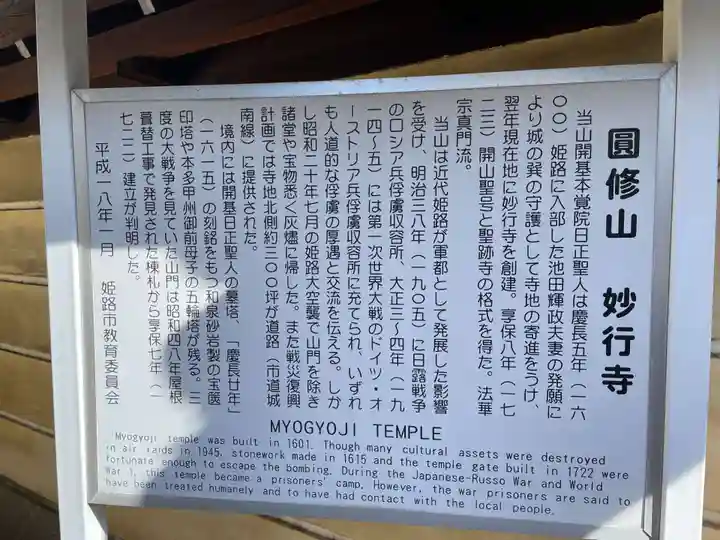 圓修山　妙行寺
当山開基本覚院日正聖人は慶長五年（一六
〇〇）姫路に入部した池田輝政夫妻の発願に
より城の巽の守護として寺地の寄進をうけ、
翌年現在地に妙行寺を創建。享保八年（一七
二三）開山聖号と聖跡寺の格式を得た。法華
宗真門流。
当山は近代姫路が軍都として発展した影響
を受け、明治三八年（一九〇五）に日露戦争
のロシア兵俘虜収容所、大正三～四年（一九
一四～五）には第一次世界大戦のドイツ・オ
ーストリア兵俘虜収容所に充てられ、いずれ
も人道的な俘虜の厚遇と交流を伝える。しか
し昭和二十年七月の姫路大空襲で山門を除き
諸堂や宝物悉く灰燼に帰した。また戦災復興
計画では寺地北側約三〇〇坪が道路（市道城
南線）に提供された。
境内には開基日正聖人の墓塔、「慶長廿年」
（一六一五）の刻銘をもつ和泉砂岩製の宝篋
印塔や本多甲州御前母子の五輪塔が残る。三
度の大戦争を見ていた山門は昭和四八年屋根
葺替工事で発見された棟札から享保七年（一
七二二）建立が判明した。
平成一八年一月　姫路市教育委員会
MYOGYOJI TEMPLE
Myogyoji temple was built in 1601. Though many cultural assets were destroyed
in air raids in 1945, stonework made in 1615 and the temple gate built in 1722 were
fortunate enough to escape the bombing. During the Japanese-Russo War and World
War I, this temple became a prisoners' camp. However, the war prisoners are said to
have been treated humanely and to have had contact with the local people.